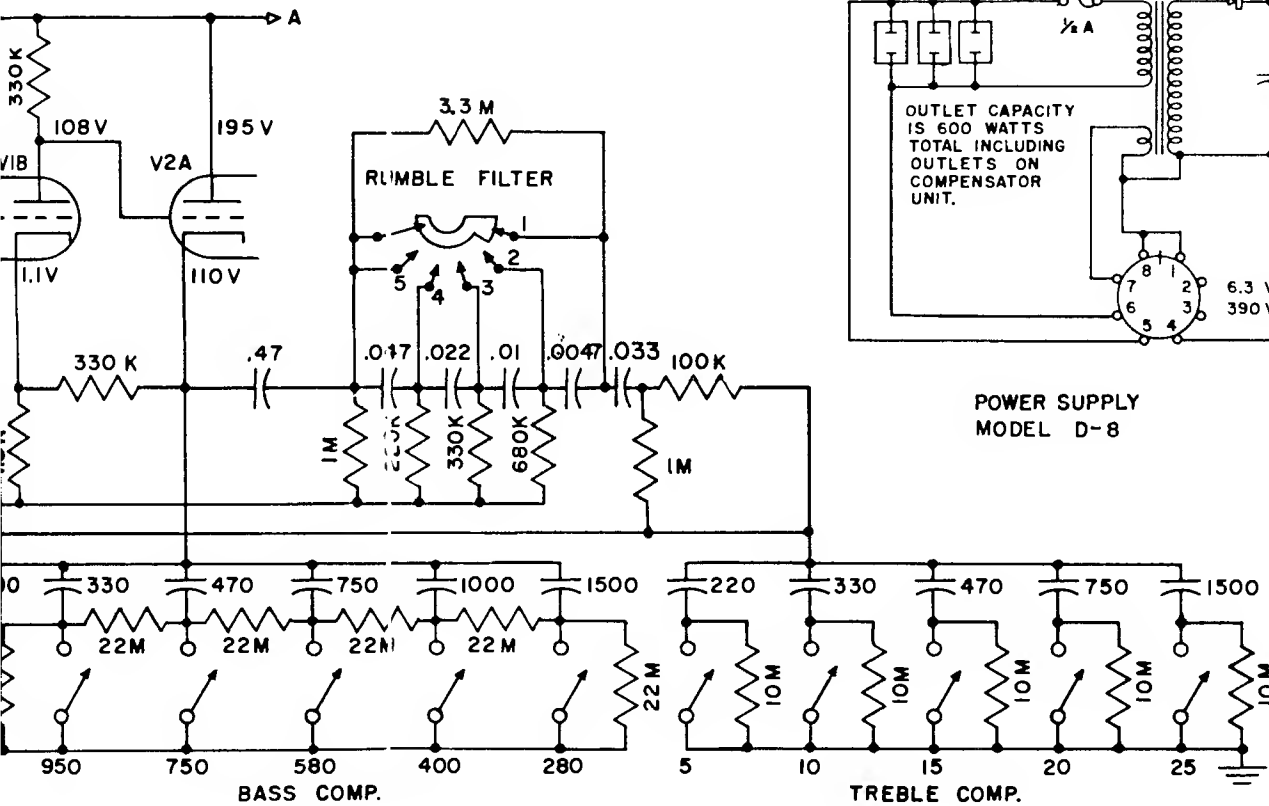 A
330K
108V
195V
V1B
V2A
1.1V
110V
3.3 M
RUMBLE FILTER
1
2
3
4
5
½ A
OUTLET CAPACITY
IS 600 WATTS
TOTAL INCLUDING
OUTLETS ON
COMPENSATOR
UNIT.
8 1
7 2
6 3
5 4
6.3 V
390V
POWER SUPPLY
MODEL D-8
330 K
.47
.047
.022
.01
.0047
.033
100K
1M
330K
680K
1M
330
470
750
1000
1500
220
330
470
750
1500
22M
22M
22M
22M
22M
10M
10M
10M
10M
10M
950
750
580
400
280
5
10
15
20
25
BASS COMP.
TREBLE COMP.